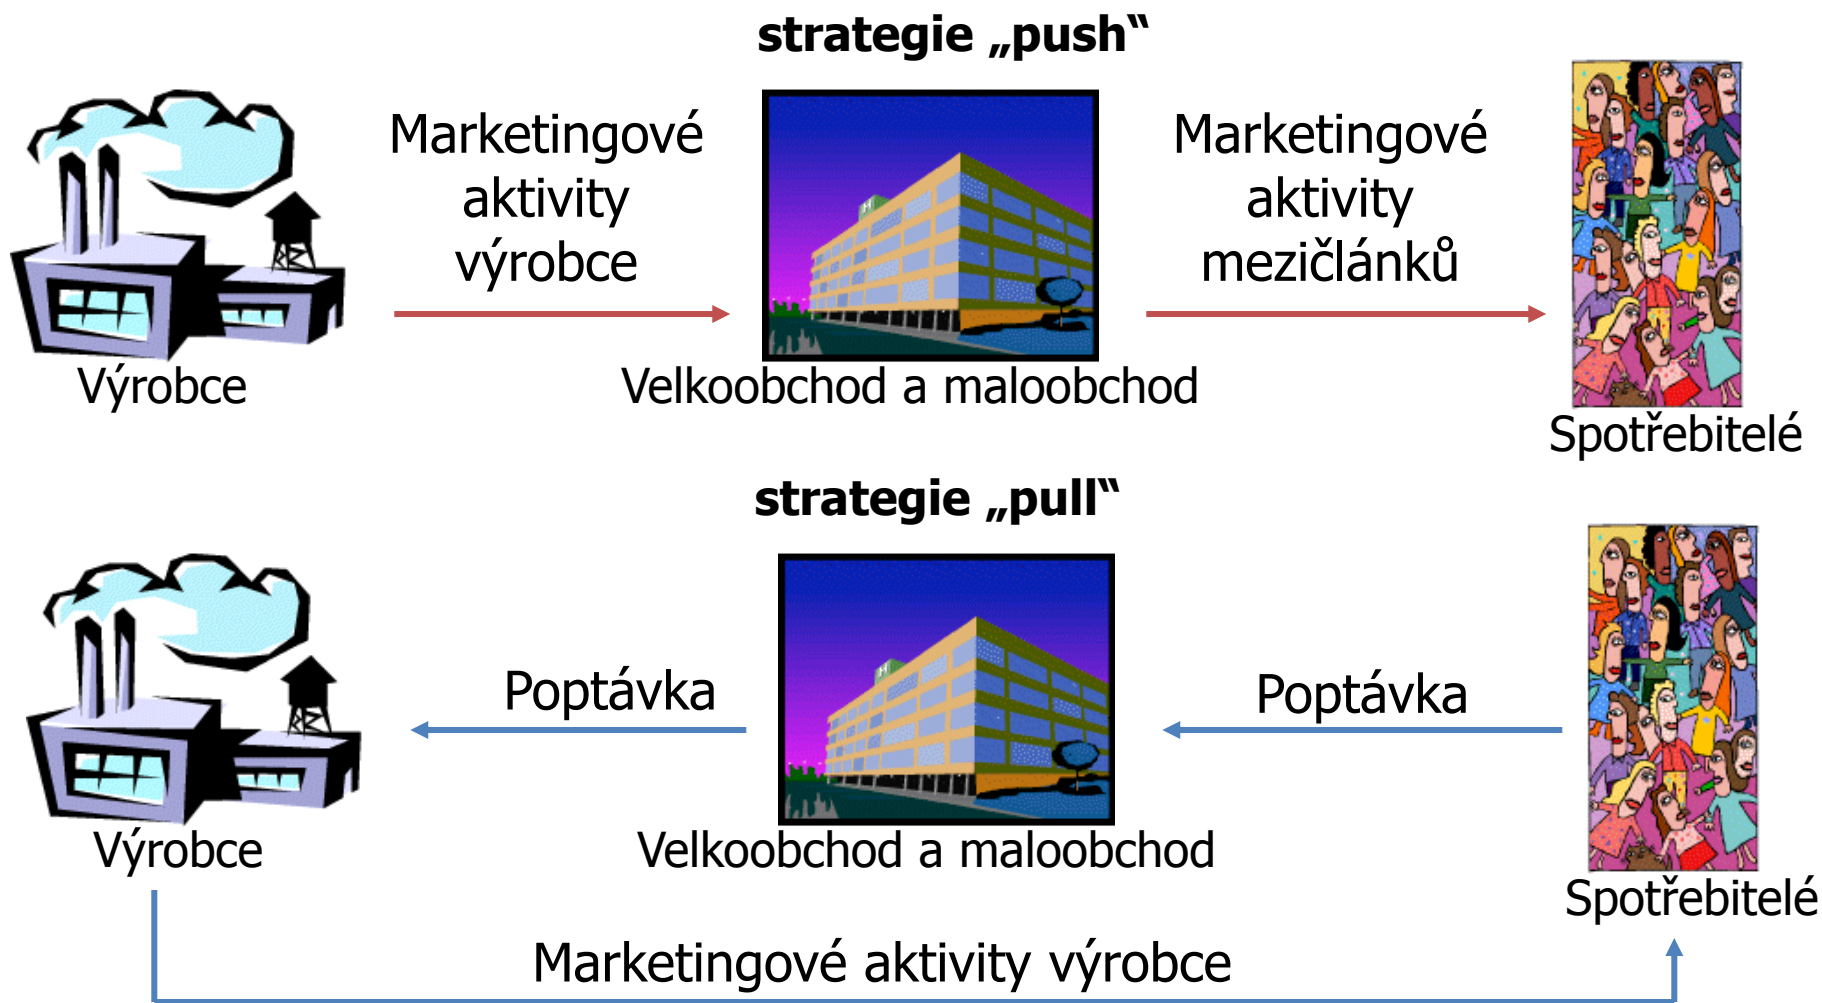 strategie „push“
Marketingové
aktivity
výrobce
Marketingové
aktivity
mezičlánků
Výrobce
Velkoobchod a maloobchod
Spotřebitelé
strategie „pull“
Poptávka
Poptávka
Výrobce
Velkoobchod a maloobchod
Spotřebitelé
Marketingové aktivity výrobce